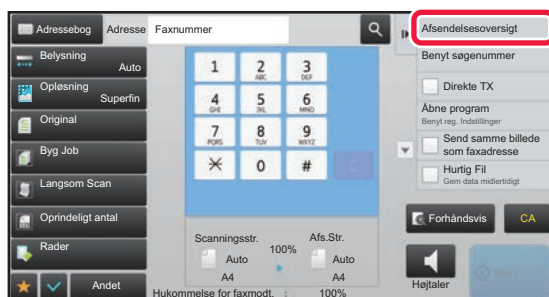 Adressebog
Adresse
Faxnummer
Afsendelsesoversigt
Belysning
Auto
Benyt søgenummer
Opløsning
Superfin
Direkte TX
Original
Åbne program
Benyt reg. Indstillinger
Byg Job
Send samme billede
som faxadresse
Langsom Scan
Hurtig Fil
Gem data midlertidigt
Oprindeligt antal
Rader
Andet
1
2
ABC
3
DEF
4
GHI
5
JKL
6
MNO
7
PQRS
8
TUV
9
WXYZ
0
#
C
Scanningsstr.
100%
Afs.Str.
Auto
A4
Auto
A4
Hukommelse for faxmodt. : 100%
Forhåndsvis
CA
Højtaler
Start